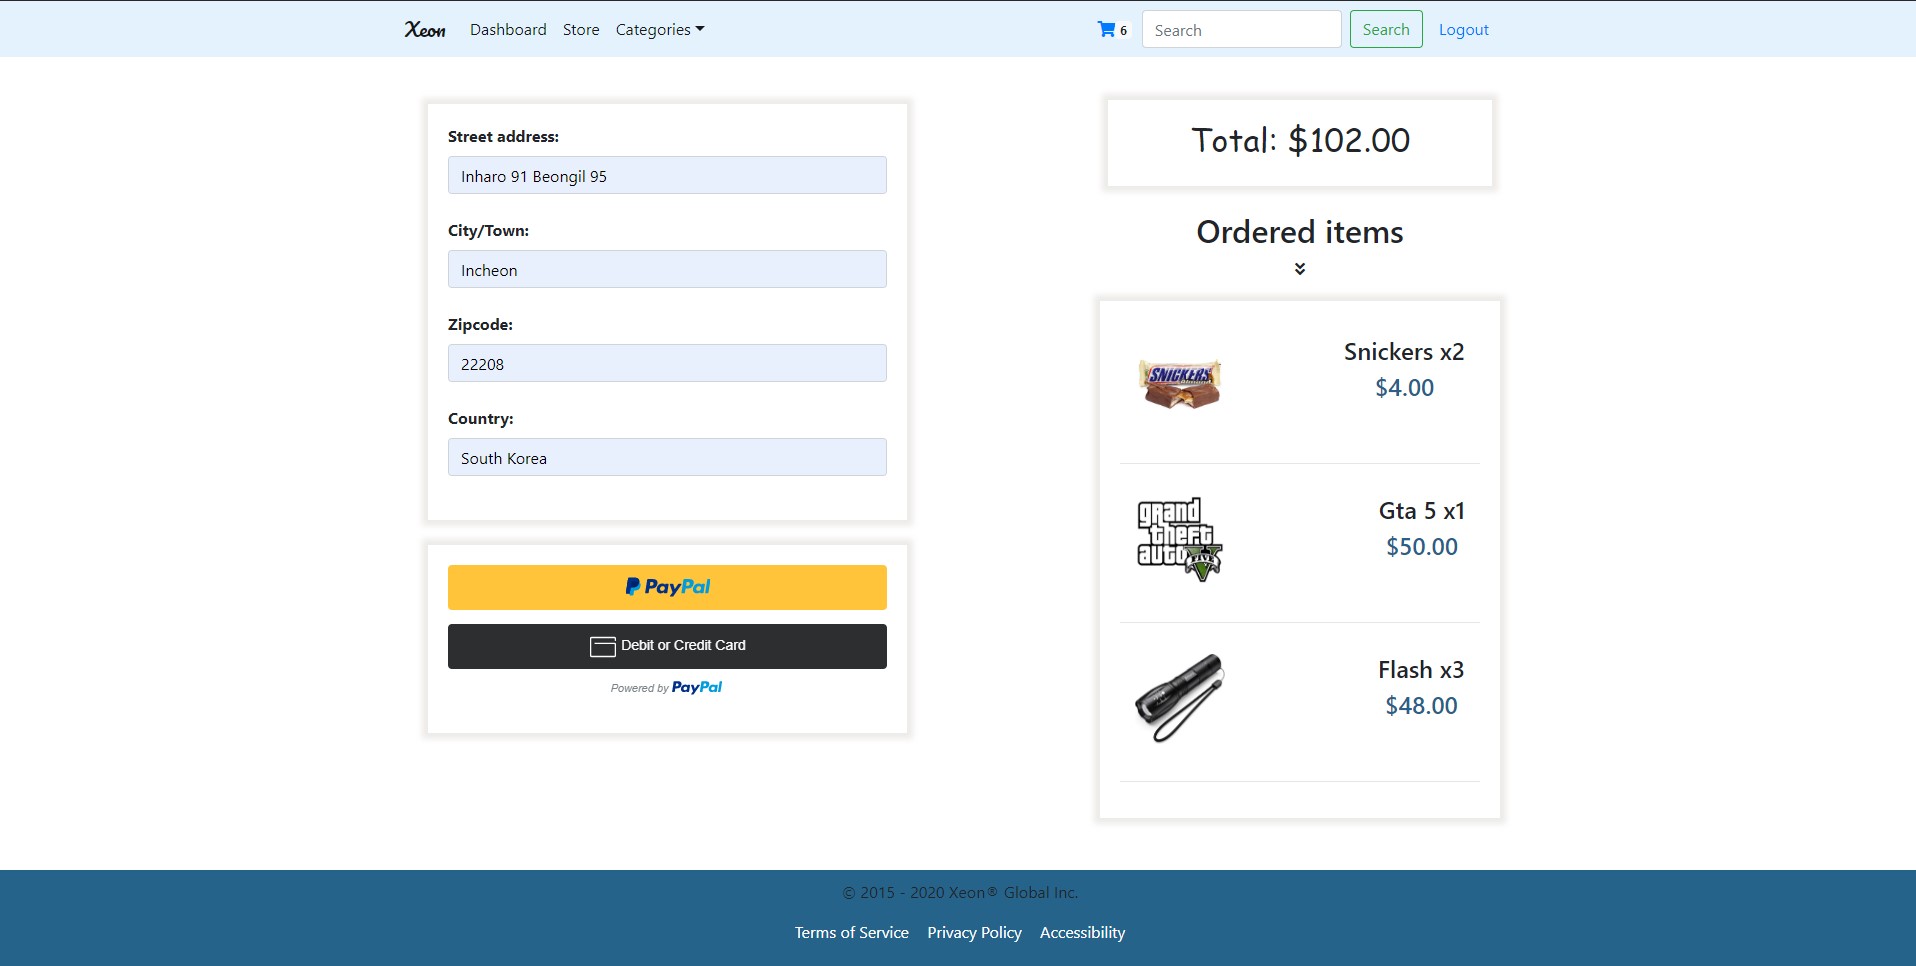 Xeon Dashboard Store Categories 6 Search Search Logout
Street address:
Inharo 91 Beongil 95
City/Town:
Incheon
Zipcode:
22208
Country:
South Korea
PayPal
Debit or Credit Card
Powered by PayPal
Total: $102.00
Ordered items
SNICKERS
Snickers x2
$4.00
grand
theft
auto
FIVE
Gta 5 x1
$50.00
Flash x3
$48.00
© 2015 - 2020 Xeon® Global Inc.
Terms of Service Privacy Policy Accessibility